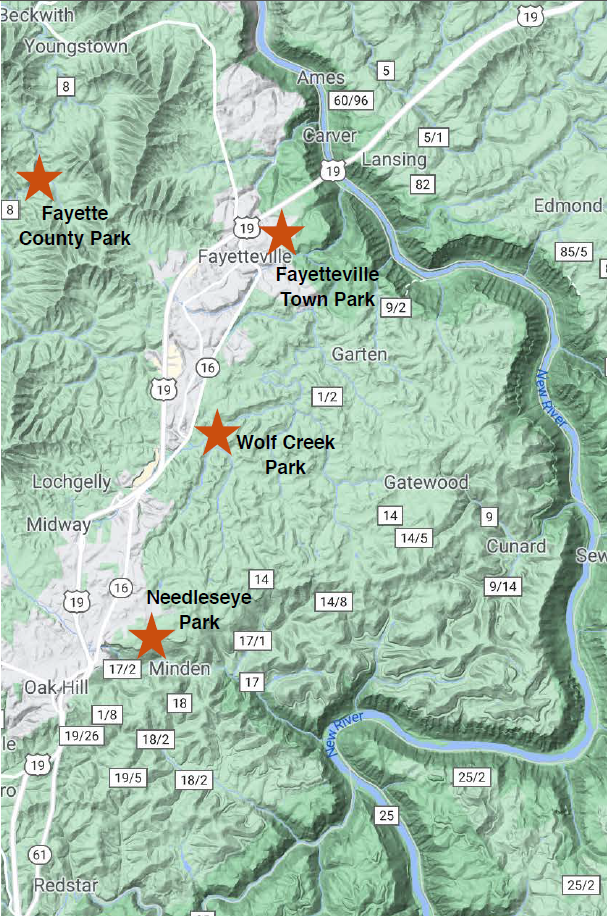 Beckwith
19
Youngstown
Ames
5
8
60/96
Carver
5/1
Lansing
19
82
8
Fayette
County Park
Edmond
19
Fayetteville
85/5
Fayetteville
Town Park
9/2
Garten
16
19
1/2
Wolf Creek
Park
New River
Lochgelly
Gatewood
14
9
Midway
14/5
Cunard
Sew
14
9/14
16
19
Needleseye
Park
14/8
17/1
17/2
Minden
17
Oak Hill
18
1/8
New River
19/26
18/2
le
19
19/5
18/2
25/2
ro
25
61
Redstar
25/2